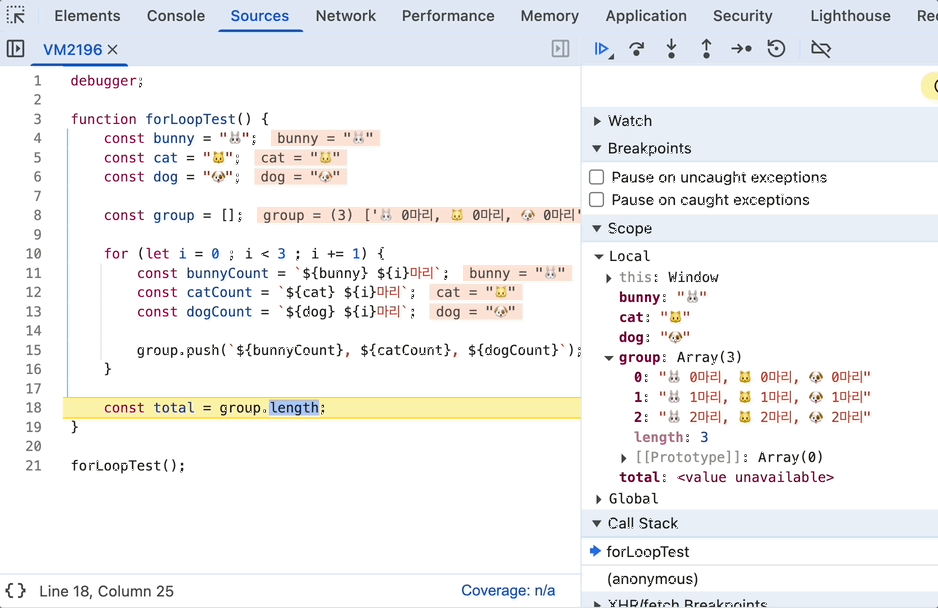 Elements Console Sources Network Performance Memory Application Security Lighthouse Rec
VM2196
1 debugger;
2
3 function forLoopTest() {
4 const bunny = "🐰"; bunny = "🐰"
5 const cat = "🐱"; cat = "🐱"
6 const dog = "🐶"; dog = "🐶"
7
8 const group = []; group = (3) ['🐰 0마리, 🐱 0마리, 🐶 0마리'
9
10 for (let i = 0 ; i < 3 ; i += 1) {
11 const bunnyCount = `${bunny} ${i}마리`; bunny = "🐰"
12 const catCount = `${cat} ${i}마리`; cat = "🐱"
13 const dogCount = `${dog} ${i}마리`; dog = "🐶"
14
15 group.push(`${bunnyCount}, ${catCount}, ${dogCount}`);
16 }
17
18 const total = group.length;
19 }
20
21 forLoopTest();
{} Line 18, Column 25 Coverage: n/a
Watch
Breakpoints
Pause on uncaught exceptions
Pause on caught exceptions
Scope
Local
this: Window
bunny: "🐰"
cat: "🐱"
dog: "🐶"
group: Array(3)
0: "🐰 0마리, 🐱 0마리, 🐶 0마리"
1: "🐰 1마리, 🐱 1마리, 🐶 1마리"
2: "🐰 2마리, 🐱 2마리, 🐶 2마리"
length: 3
[[Prototype]]: Array(0)
total: <value unavailable>
Global
Call Stack
forLoopTest
(anonymous)
XHR/fetch Breakpoints